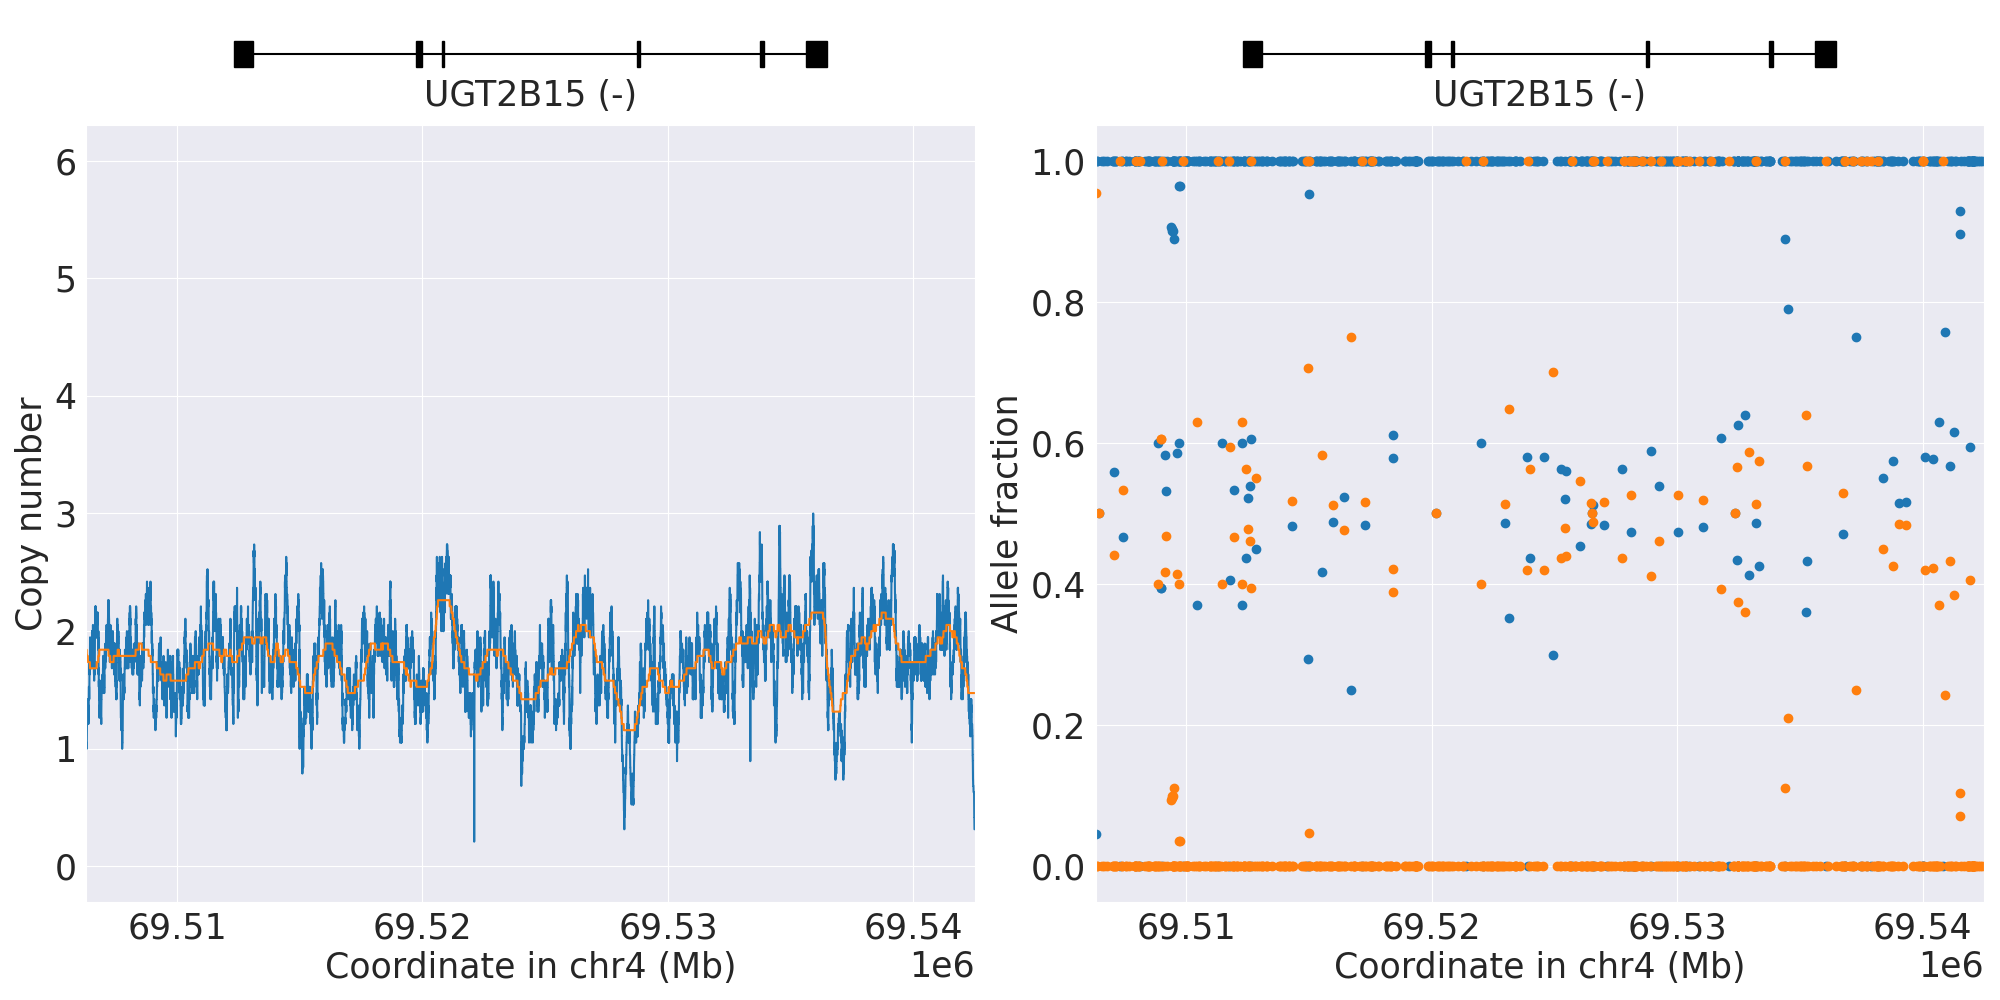 UGT2B15 (-)
Copy number
6
5
4
3
2
1
0
69.51 69.52 69.53 69.54
Coordinate in chr4 (Mb)
1e6
UGT2B15 (-)
Allele fraction
1.0
0.8
0.6
0.4
0.2
0.0
69.51 69.52 69.53 69.54
Coordinate in chr4 (Mb)
1e6